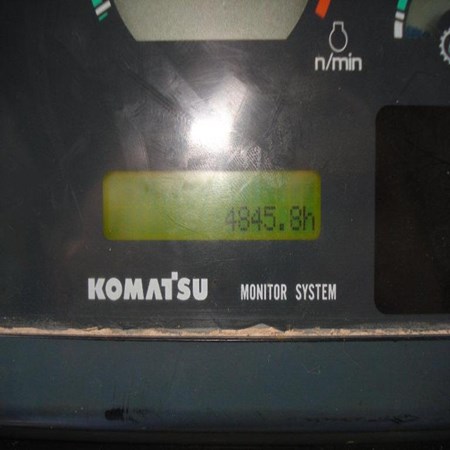 n/min
4845.8h
KOMATSU MONITOR SYSTEM